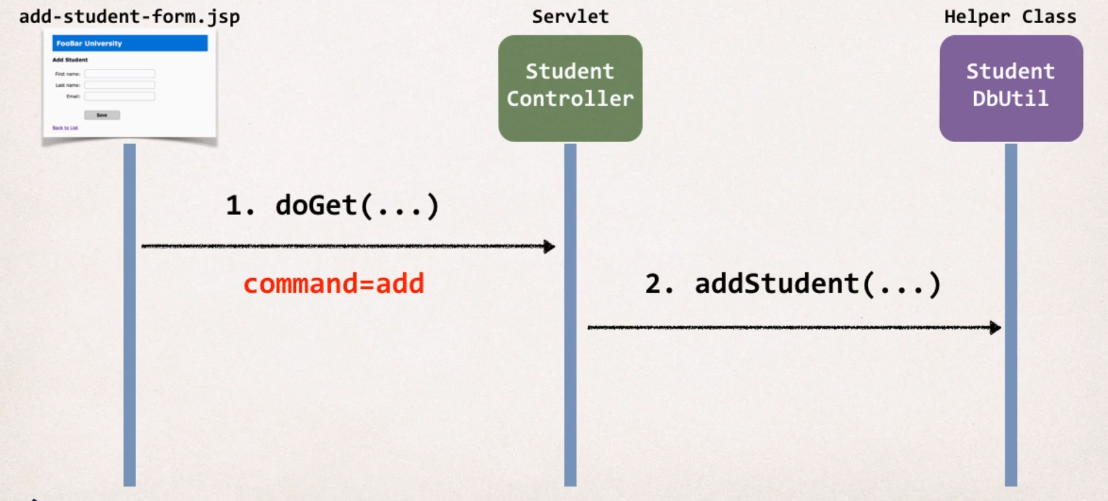 add-student-form.jsp
Servlet
Helper Class
FooBar University
Add Student
First name:
Last name:
Email:
Save
Back to List
Student
Controller
Student
DbUtil
1. doGet(...)
command=add
2. addStudent(...)